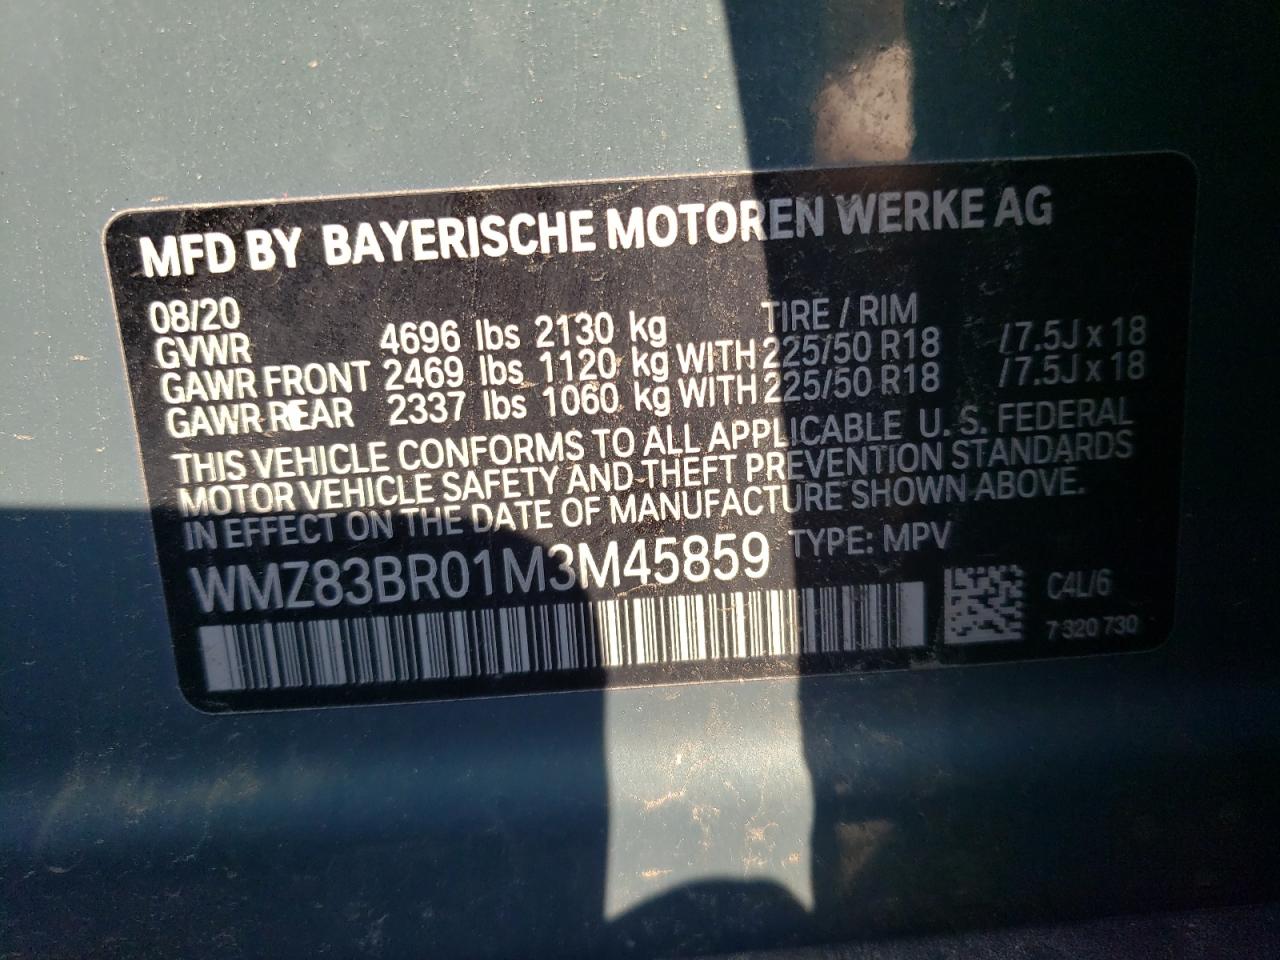 MFD BY BAYERISCHE MOTOREN WERKE AG
08/20 TIRE / RIM
GVWR 4696 lbs 2130 kg
GAWR FRONT 2469 lbs 1120 kg WITH 225/50 R18 /7.5J x 18
GAWR REAR 2337 lbs 1060 kg WITH 225/50 R18 /7.5J x 18
THIS VEHICLE CONFORMS TO ALL APPLICABLE U. S. FEDERAL
MOTOR VEHICLE SAFETY AND THEFT PREVENTION STANDARDS
IN EFFECT ON THE DATE OF MANUFACTURE SHOWN ABOVE.
WMZ83BR01M3M45859 TYPE: MPV
C4L/6
7 320 730